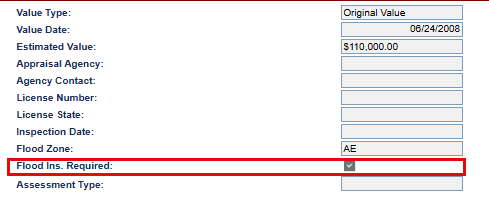 Value Type: Original Value
Value Date: 06/24/2008
Estimated Value: $110,000.00
Appraisal Agency:
Agency Contact:
License Number:
License State:
Inspection Date:
Flood Zone: AE
Flood Ins. Required:
Assessment Type: